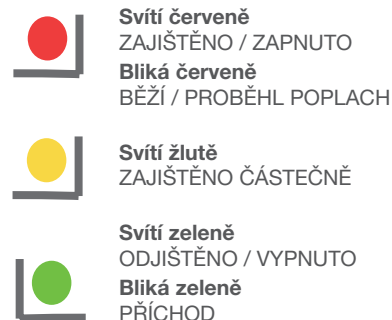 Svítí červeně
ZAJIŠTĚNO / ZAPNUTO
Bliká červeně
BĚŽÍ / PROBĚHL POPLACH
Svítí žlutě
ZAJIŠTĚNO ČÁSTEČNĚ
Svítí zeleně
ODJIŠTĚNO / VYPNUTO
Bliká zeleně
PŘÍCHOD